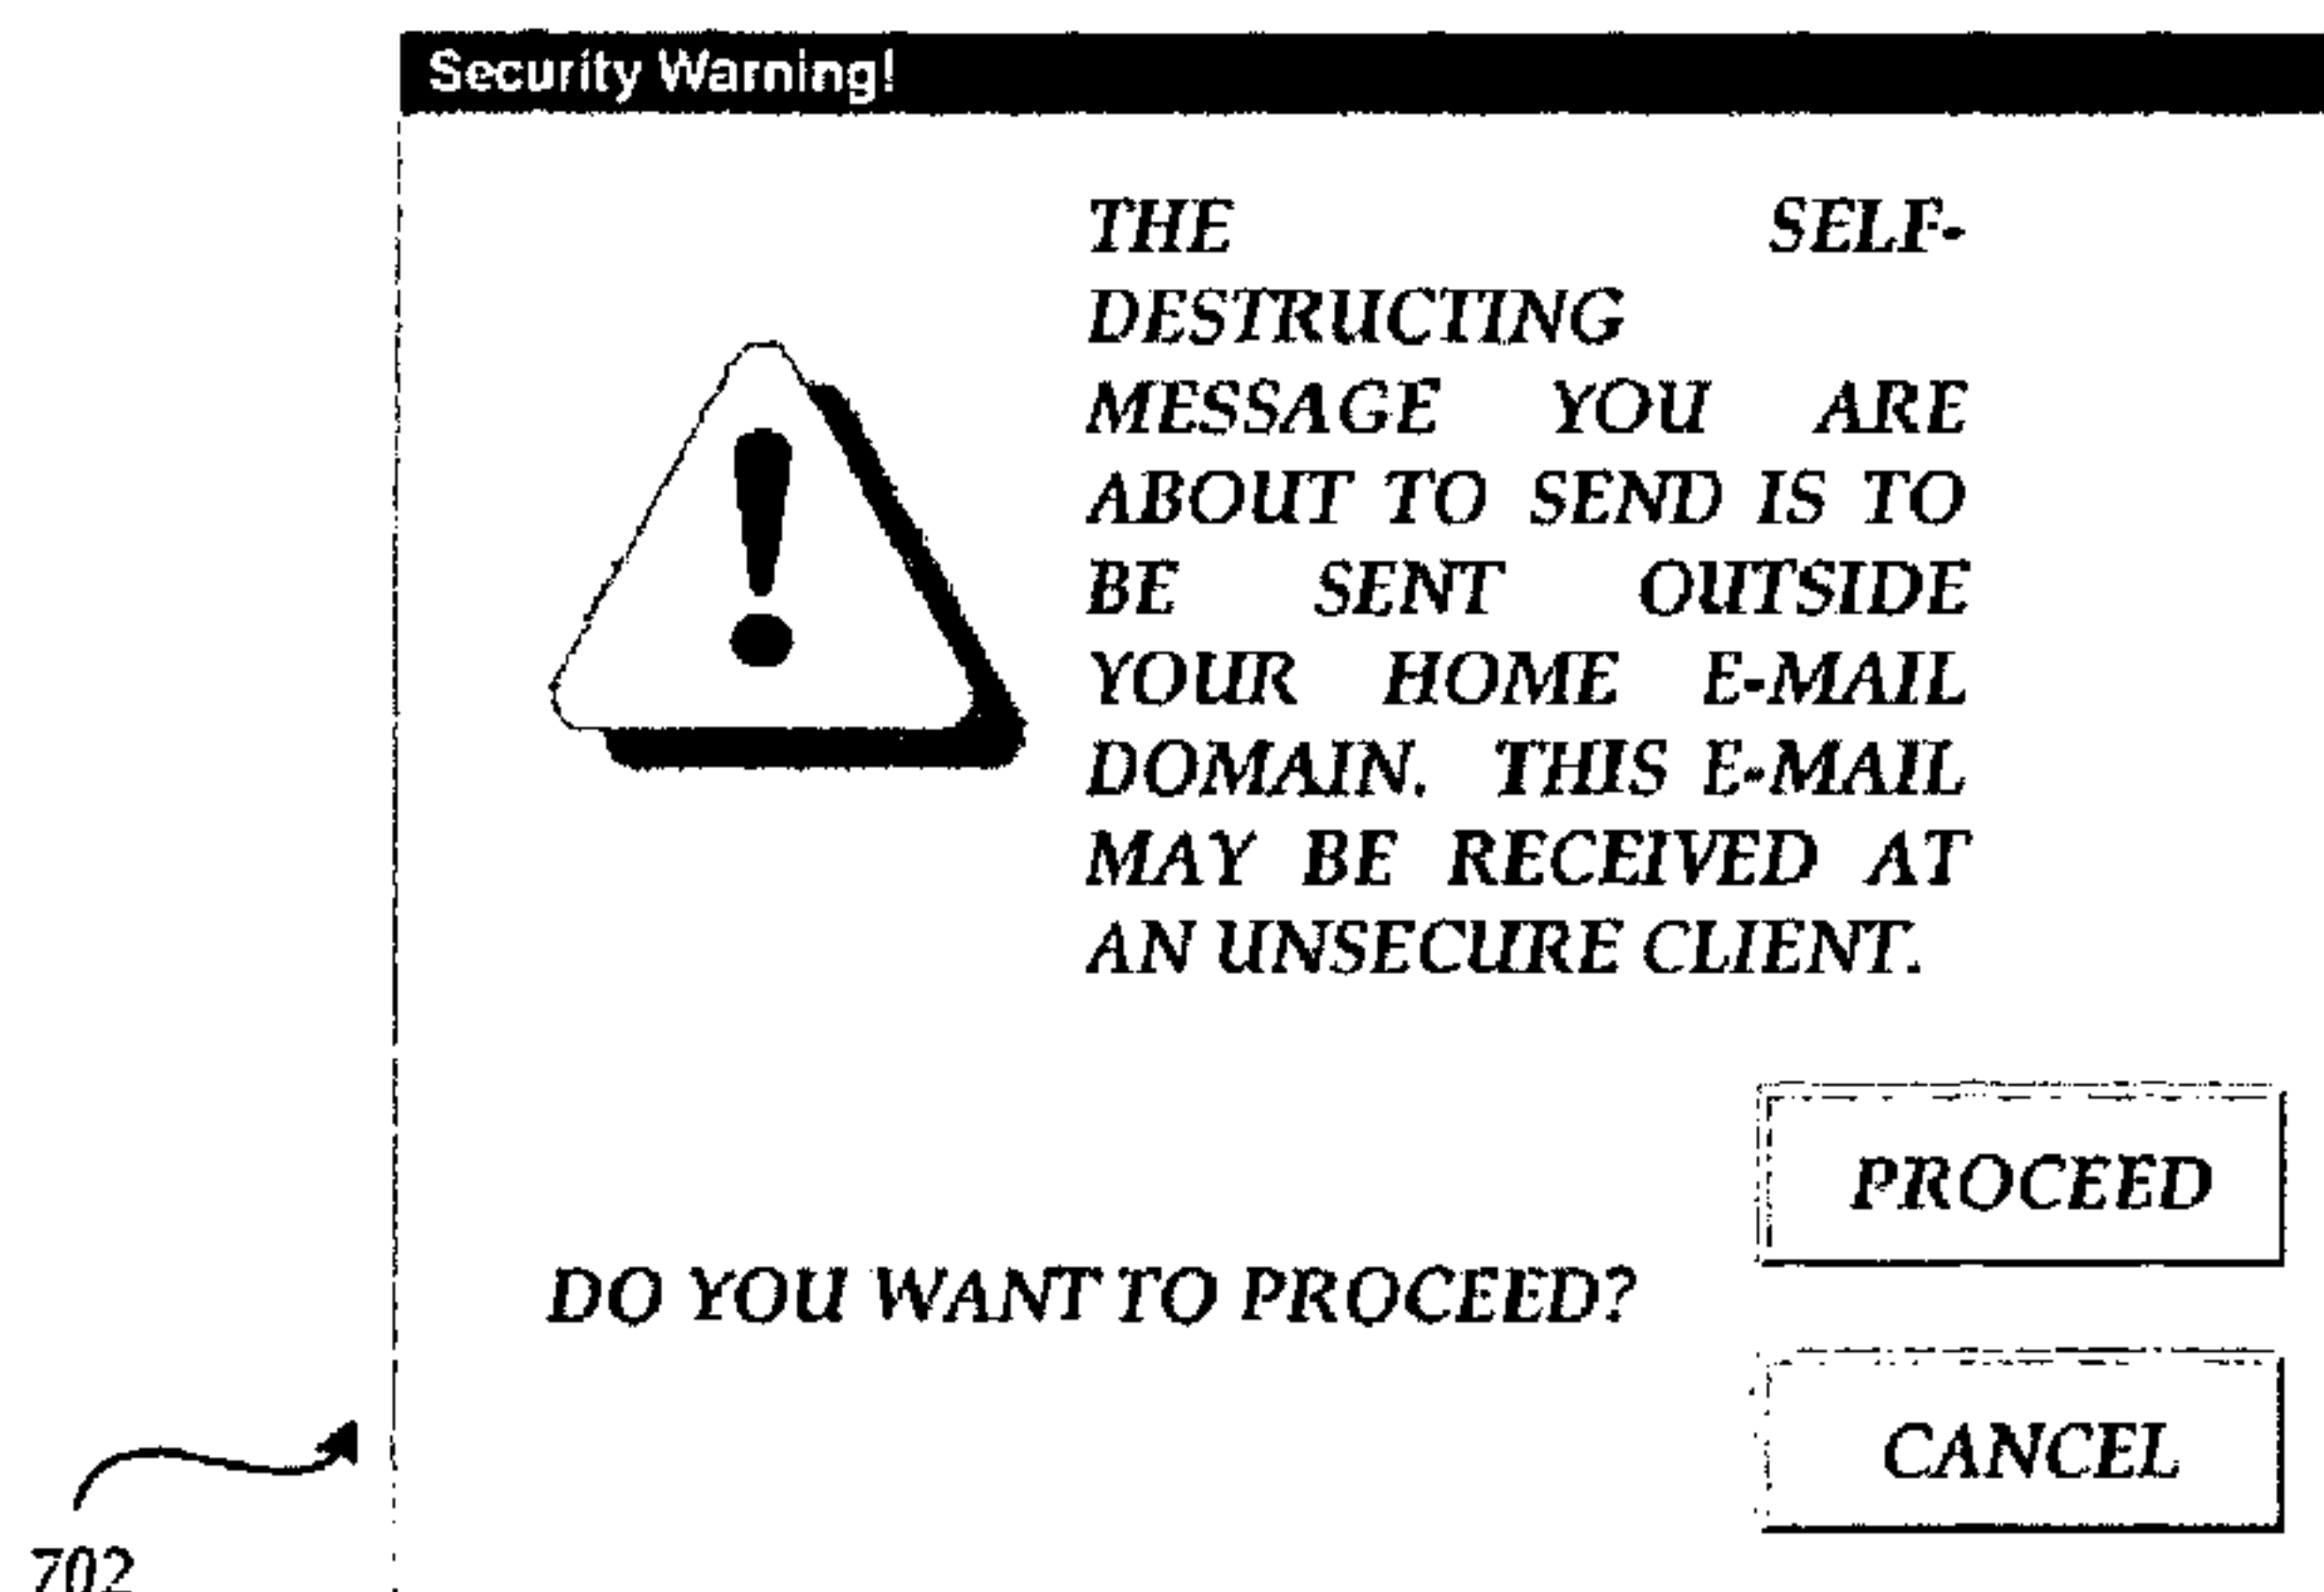 Security Warning!
THE SELF-
DESTRUCTING
MESSAGE YOU ARE
ABOUT TO SEND IS TO
BE SENT OUTSIDE
YOUR HOME E-MAIL
DOMAIN. THIS E-MAIL
MAY BE RECEIVED AT
AN UNSECURE CLIENT.
PROCEED
DO YOU WANT TO PROCEED?
CANCEL
702